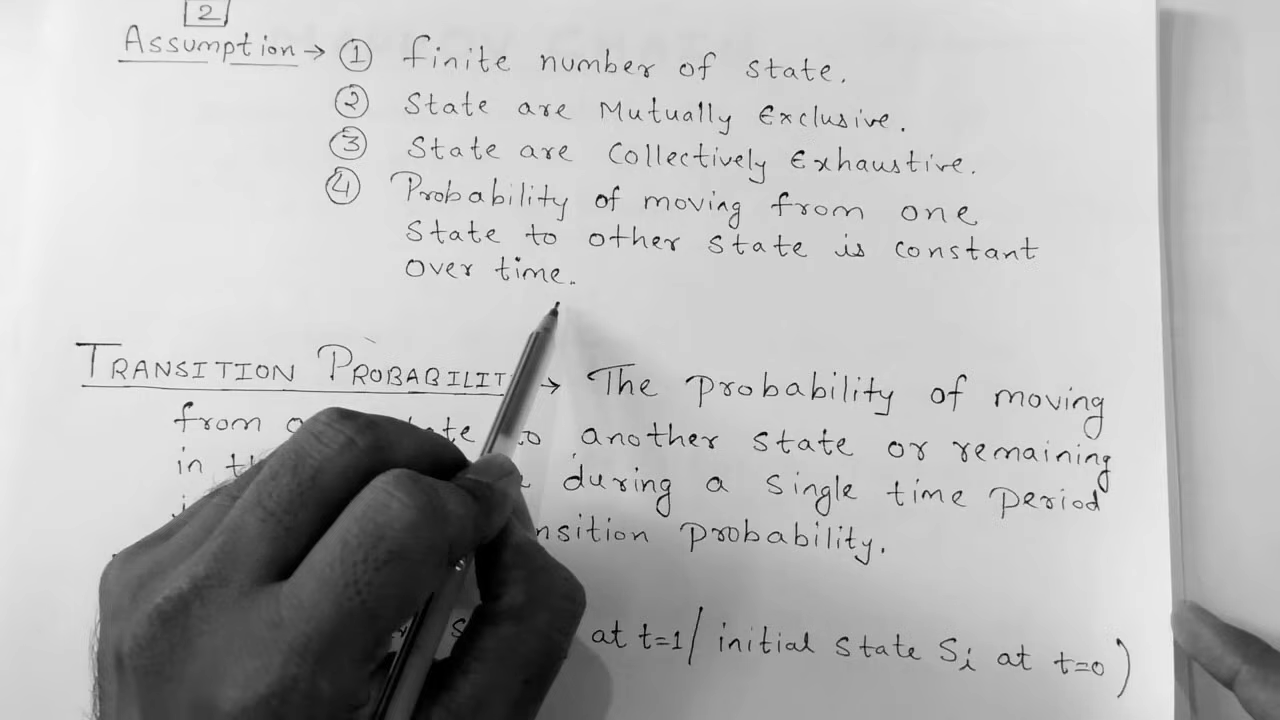 2
Assumption → ① finite number of state.
② State are Mutually Exclusive.
③ State are Collectively Exhaustive.
④ Probability of moving from one
State to other state is constant
over time.
TRANSITION PROBABILIT → The probability of moving
from to another state or remaining
in during a single time period
probability.
at t=1/ initial state Si at t=0)